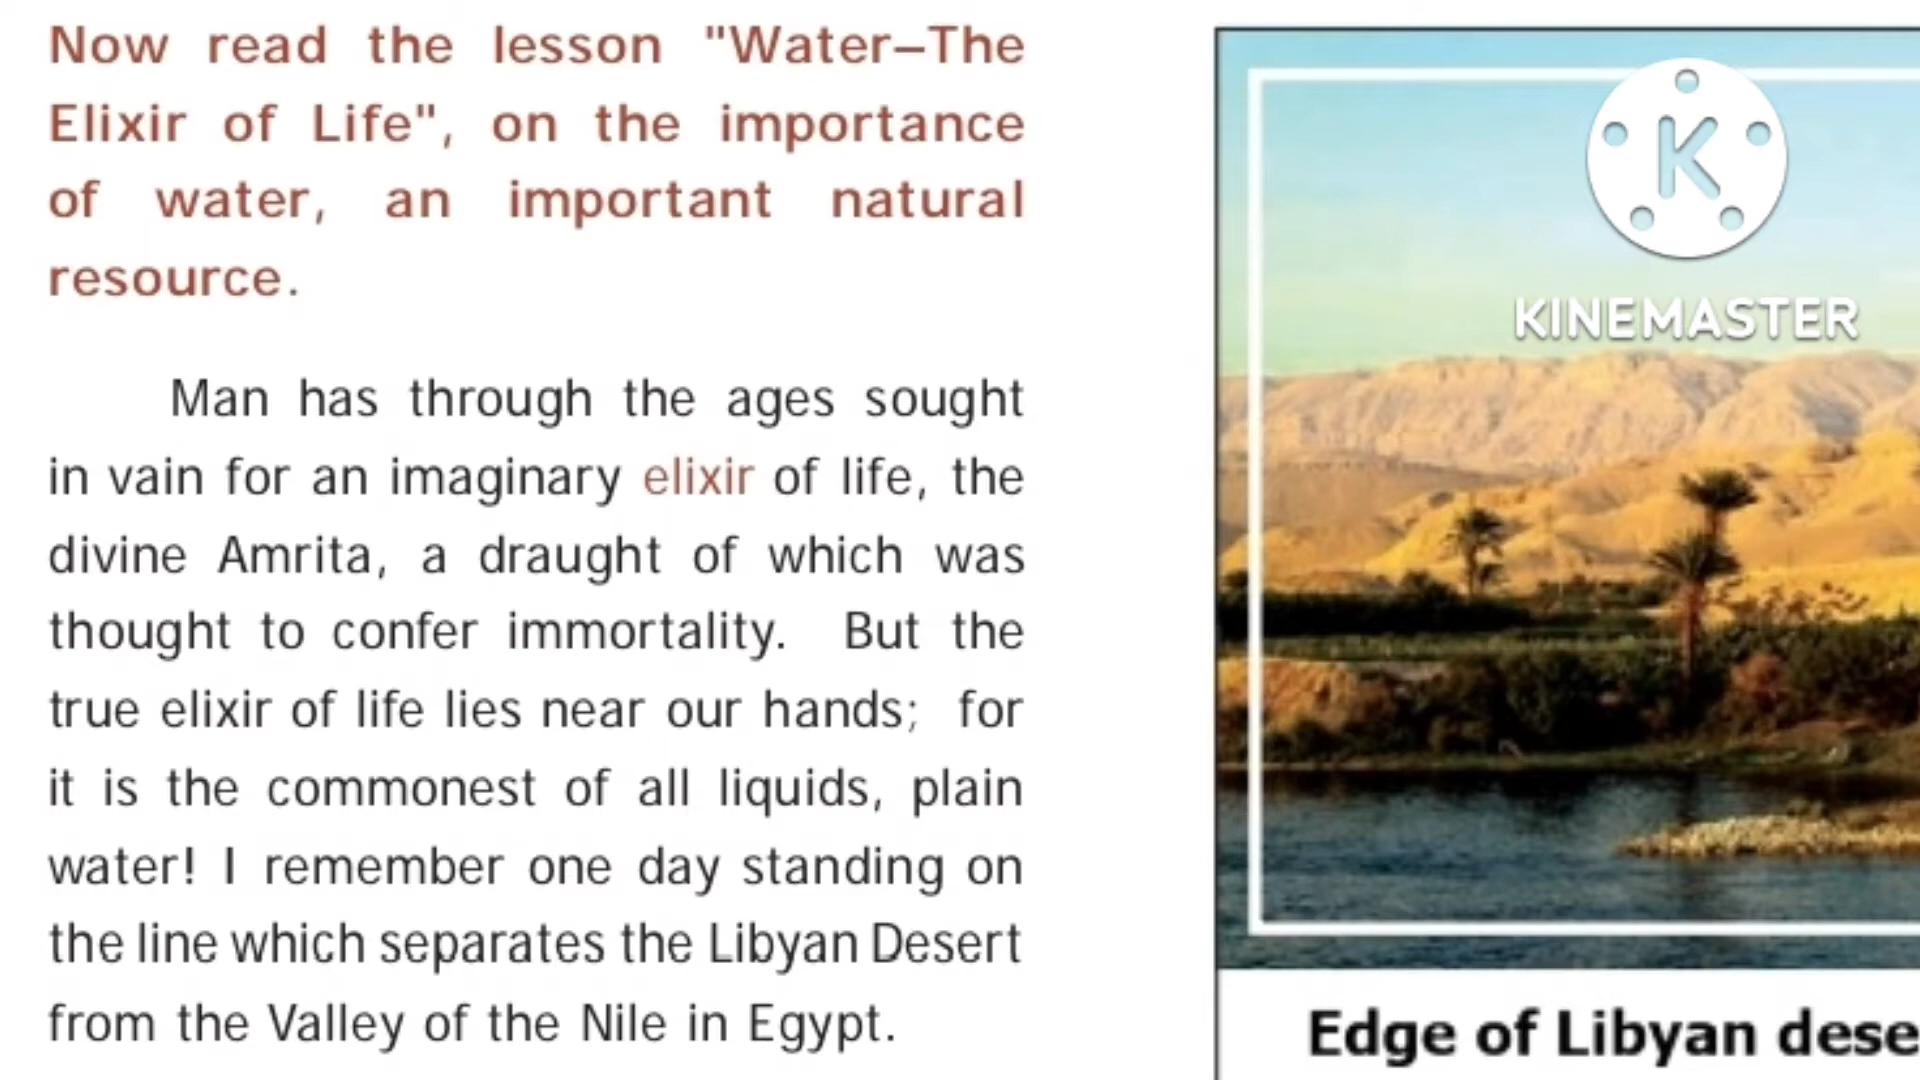 Now read the lesson "Water–The
Elixir of Life", on the importance
of water, an important natural
resource.
Man has through the ages sought
in vain for an imaginary elixir of life, the
divine Amrita, a draught of which was
thought to confer immortality. But the
true elixir of life lies near our hands; for
it is the commonest of all liquids, plain
water! I remember one day standing on
the line which separates the Libyan Desert
from the Valley of the Nile in Egypt.
K
KINEMASTER
Edge of Libyan dese